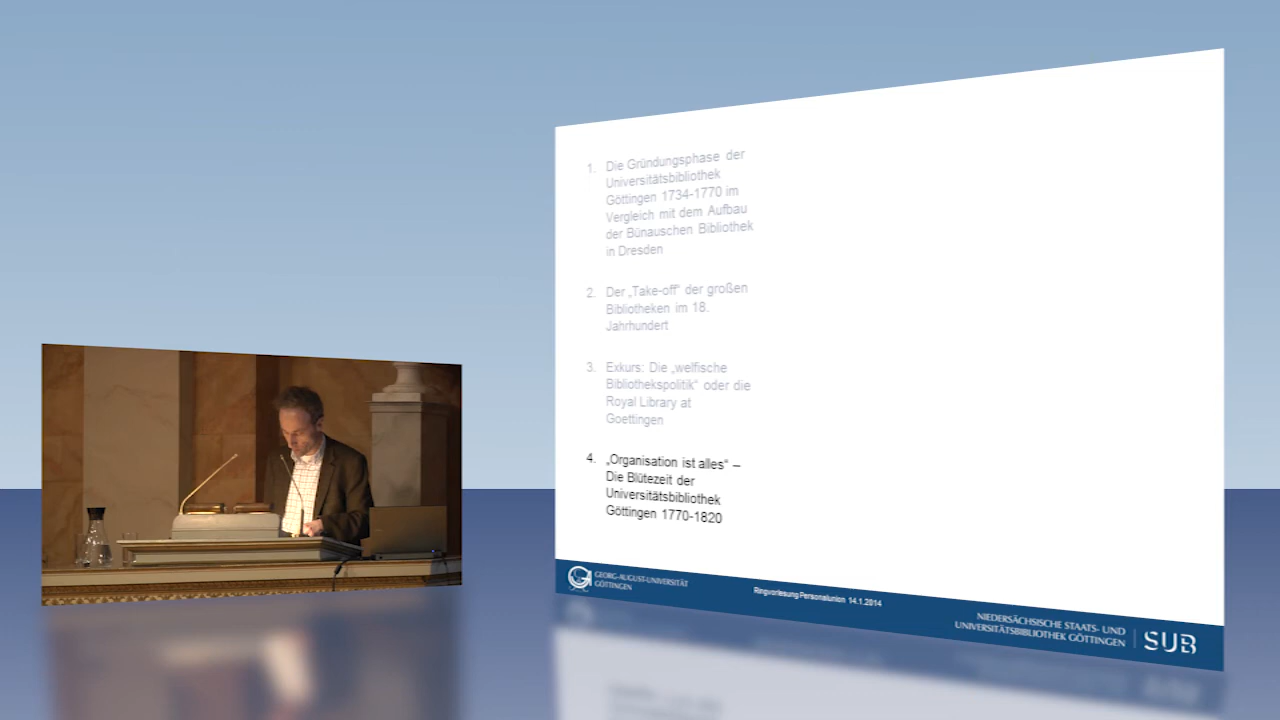 1. Die Gründungsphase der
Universitätsbibliothek
Göttingen 1734-1770 im
Vergleich mit dem Aufbau
der Bünauschen Bibliothek
in Dresden
2. Der „Take-off“ der großen
Bibliotheken im 18.
Jahrhundert
3. Exkurs: Die „welfische
Bibliothekspolitik“ oder die
Royal Library at
Goettingen
4. „Organisation ist alles“ –
Die Blütezeit der
Universitätsbibliothek
Göttingen 1770-1820
GEORG-AUGUST-UNIVERSITÄT
GÖTTINGEN
Ringvorlesung Personalunion 14.1.2014
NIEDERSÄCHSISCHE STAATS- UND
UNIVERSITÄTSBIBLIOTHEK GÖTTINGEN
SUB